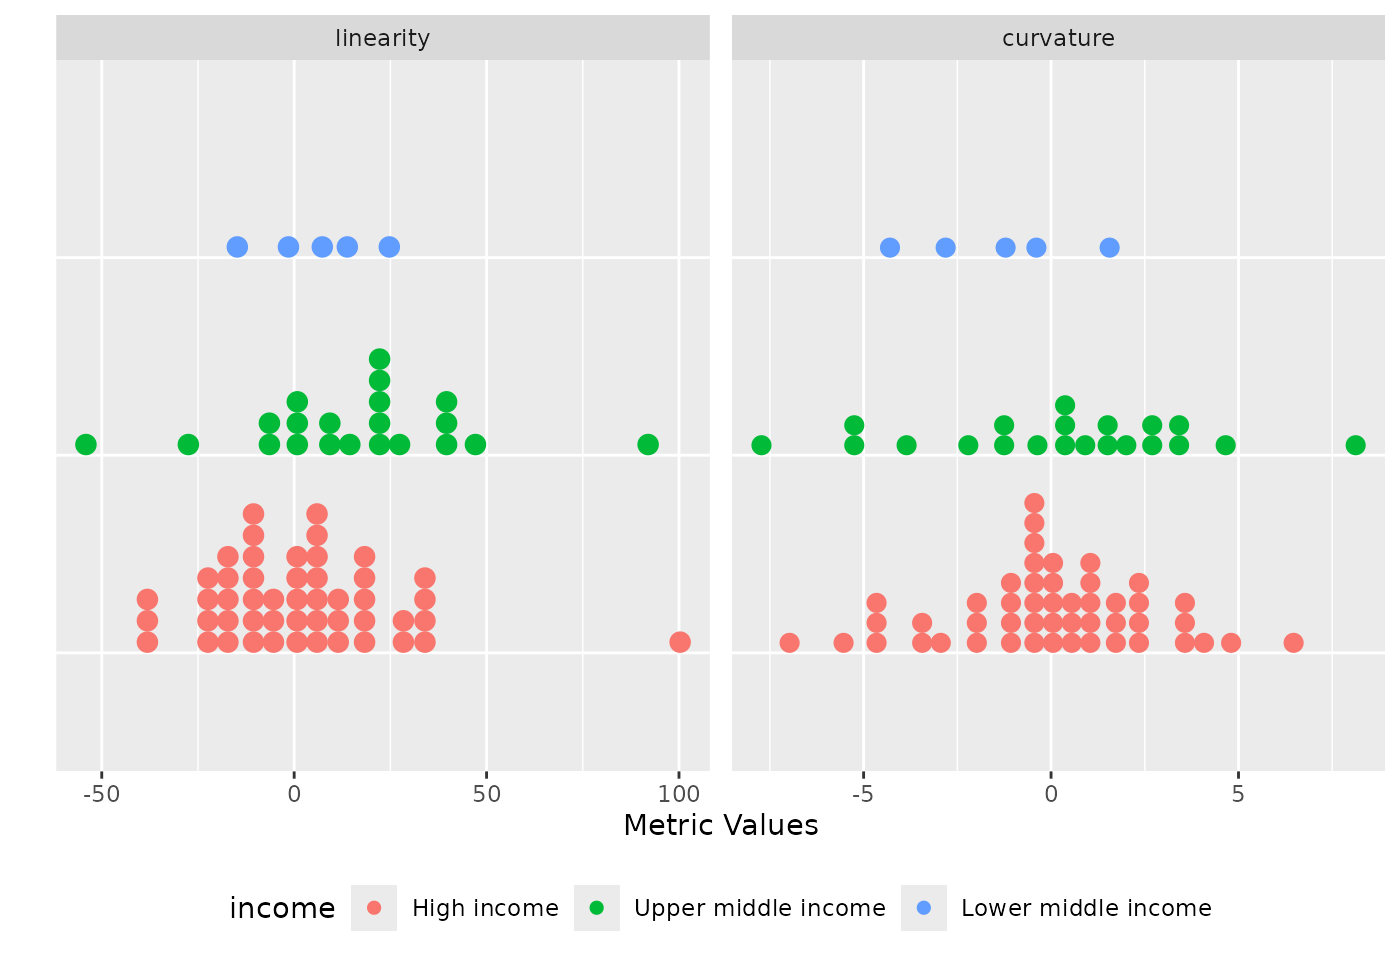 linearity
curvature
-50 0 50 100
-5 0 5
Metric Values
income High income Upper middle income Lower middle income